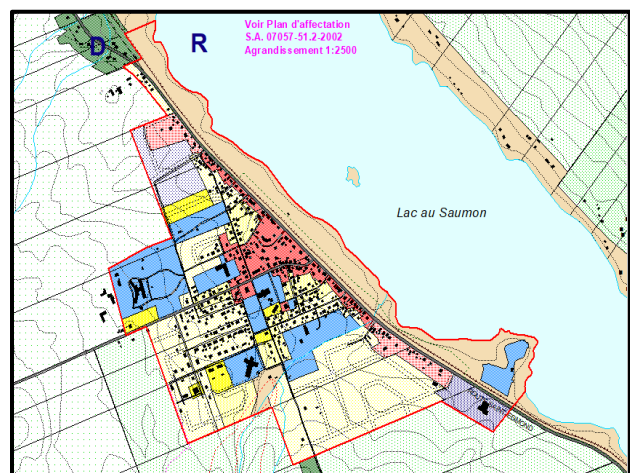 Voir Plan d'affectation
S.A. 07057-51.2-2002
Agrandissement 1:2500
D
R
Lac au Saumon